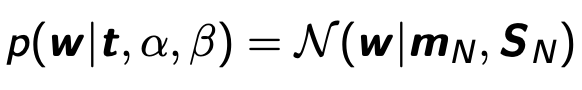 p(w|t, α, β) = 𝒩(w|m_N, S_N)